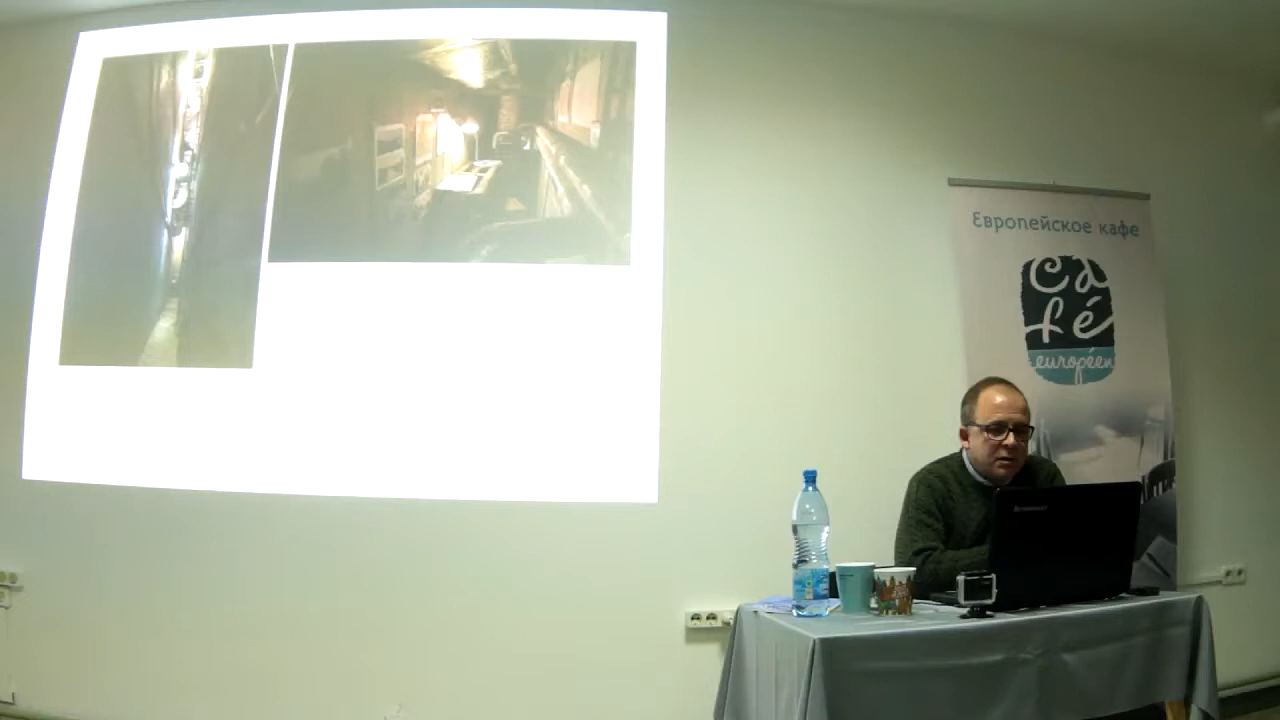 Европейское кафе
ca
fé
européen